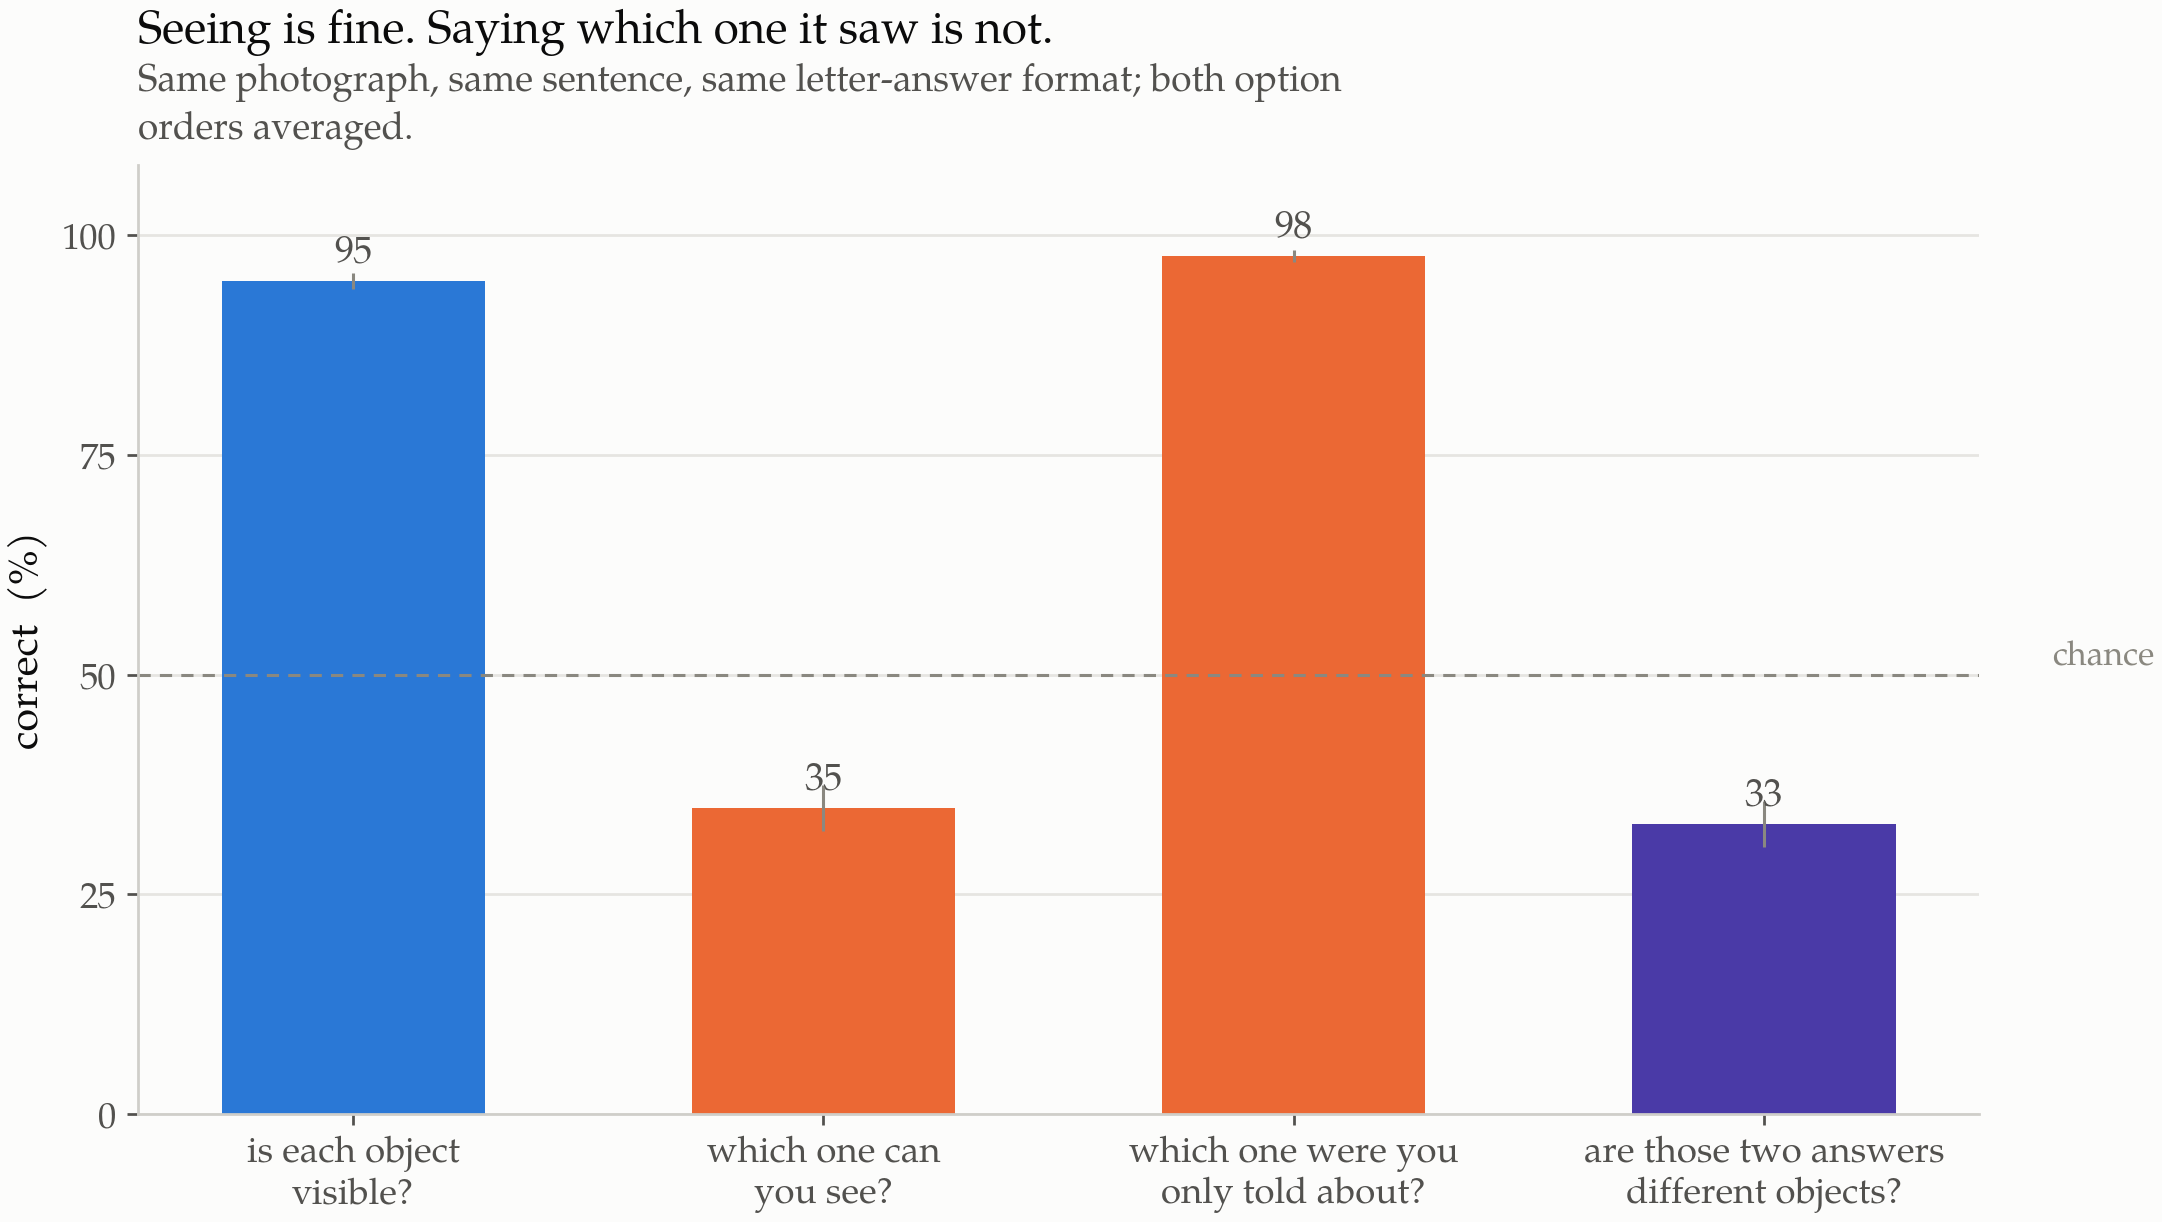 Seeing is fine. Saying which one it saw is not.
Same photograph, same sentence, same letter-answer format; both option
orders averaged.
correct (%)
100
75
50
25
0
95
35
98
33
chance
is each object
visible?
which one can
you see?
which one were you
only told about?
are those two answers
different objects?